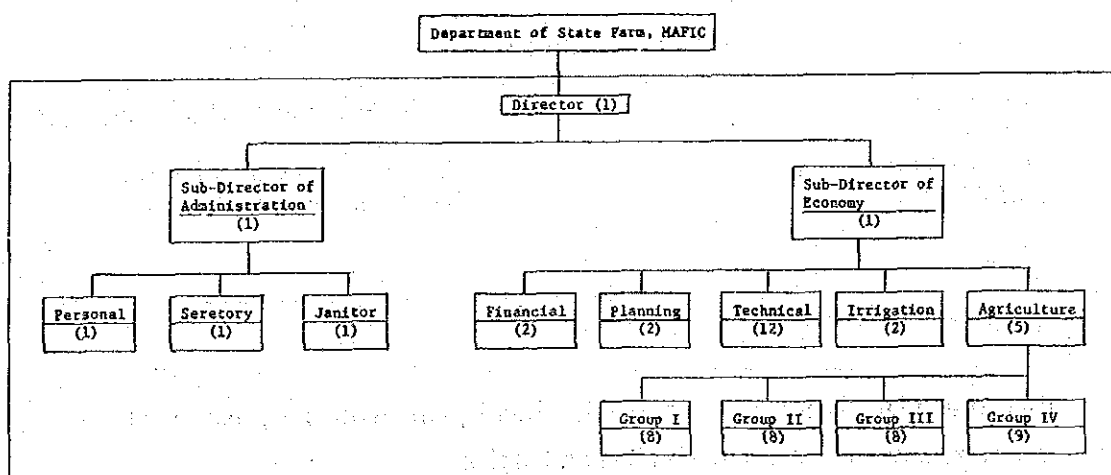 Department of State Farm, MAFIC
Director (1)
Sub-Director of
Administration
(1)
Sub-Director of
Economy
(1)
Personal
(1)
Seretory
(1)
Janitor
(1)
Financial
(2)
Planning
(2)
Technical
(12)
Irrigation
(2)
Agriculture
(5)
Group I
(8)
Group II
(8)
Group III
(8)
Group IV
(9)